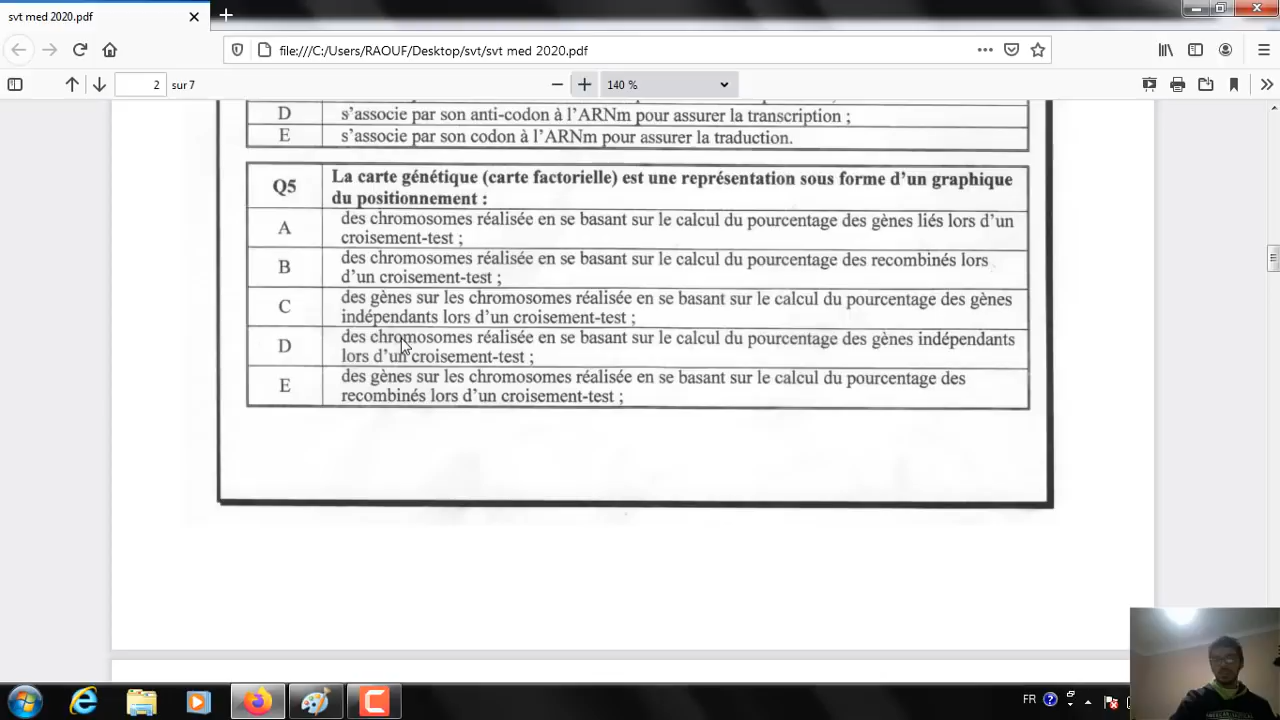 svt med 2020.pdf
file:///C:/Users/RAOUF/Desktop/svt/svt med 2020.pdf
2 sur 7
140 %
D s'associe par son anti-codon à l'ARNm pour assurer la transcription ;
E s'associe par son codon à l'ARNm pour assurer la traduction.
Q5 La carte génétique (carte factorielle) est une représentation sous forme d'un graphique
du positionnement :
A des chromosomes réalisée en se basant sur le calcul du pourcentage des gènes liés lors d'un
croisement-test ;
B des chromosomes réalisée en se basant sur le calcul du pourcentage des recombinés lors
d'un croisement-test ;
C des gènes sur les chromosomes réalisée en se basant sur le calcul du pourcentage des gènes
indépendants lors d'un croisement-test ;
D des chromosomes réalisée en se basant sur le calcul du pourcentage des gènes indépendants
lors d'un croisement-test ;
E des gènes sur les chromosomes réalisée en se basant sur le calcul du pourcentage des
recombinés lors d'un croisement-test ;
FR